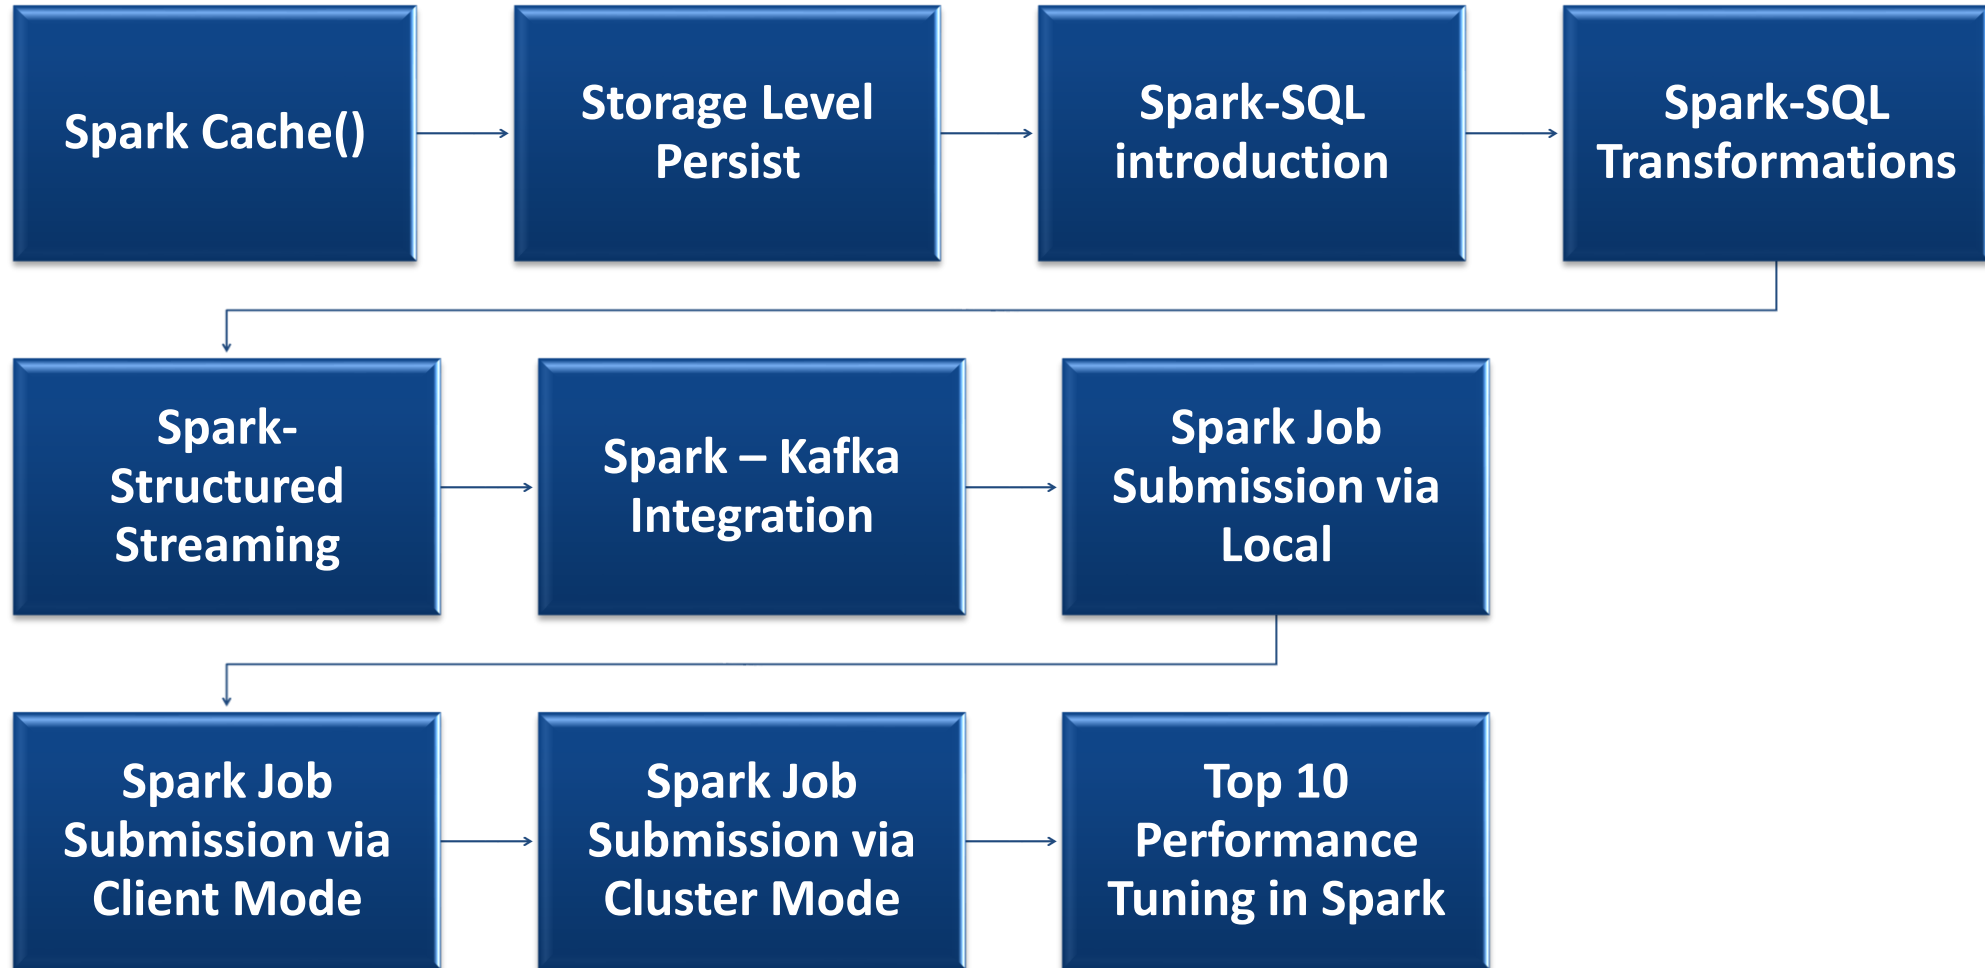 Spark Cache()
Storage Level
Persist
Spark-SQL
introduction
Spark-SQL
Transformations
Spark-
Structured
Streaming
Spark – Kafka
Integration
Spark Job
Submission via
Local
Spark Job
Submission via
Client Mode
Spark Job
Submission via
Cluster Mode
Top 10
Performance
Tuning in Spark